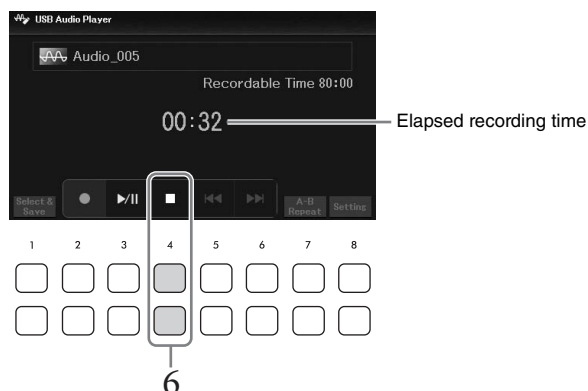 USB Audio Player
Audio_005
Recordable Time 80:00
00:32
Elapsed recording time
Select & Save
A-B Repeat
Setting
1 2 3 4 5 6 7 8
6